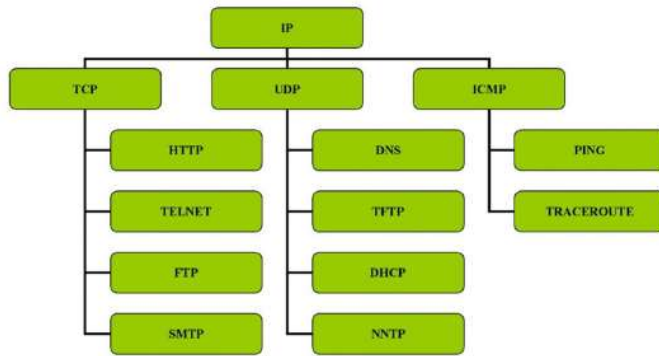 IP
TCP
UDP
ICMP
HTTP
DNS
PING
TELNET
TFTP
TRACEROUTE
FTP
DHCP
SMTP
NNTP